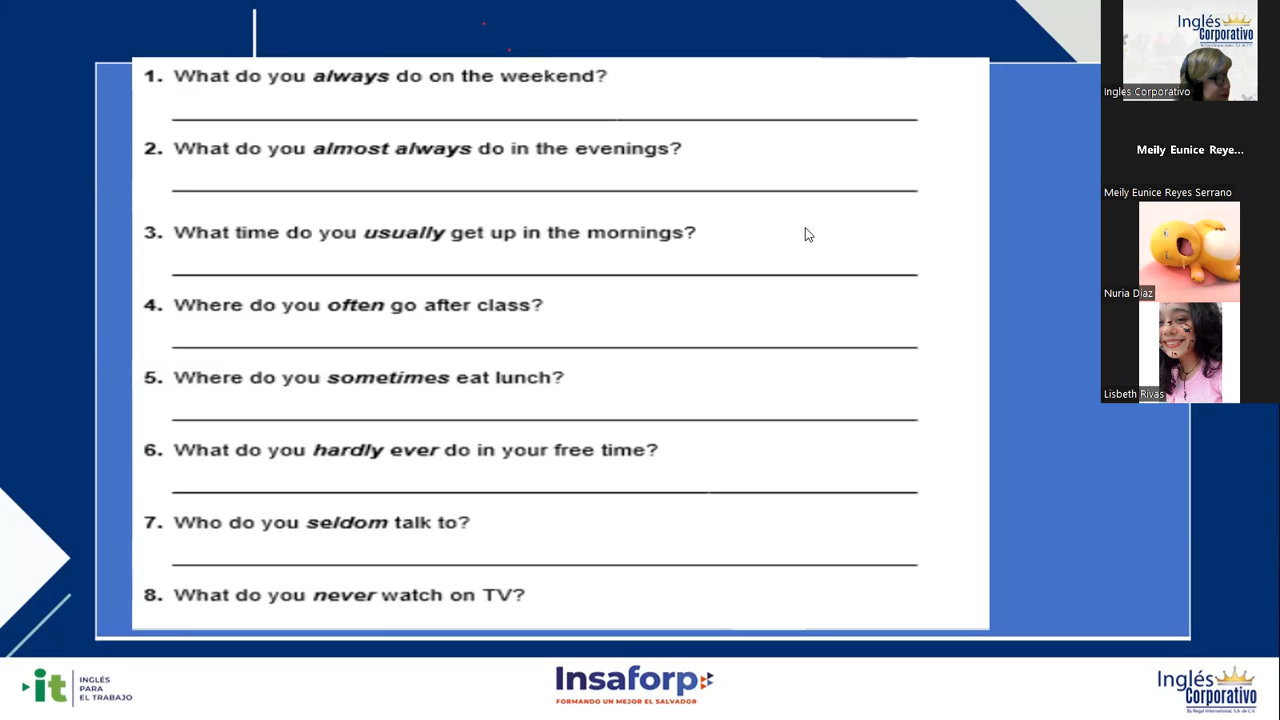 1. What do you always do on the weekend?
2. What do you almost always do in the evenings?
3. What time do you usually get up in the mornings?
4. Where do you often go after class?
5. Where do you sometimes eat lunch?
6. What do you hardly ever do in your free time?
7. Who do you seldom talk to?
8. What do you never watch on TV?
Inglés
Corporativo
Ingles Corporativo
Meily Eunice Reye...
Meily Eunice Reyes Serrano
Nuria Diaz
Lisbeth Rivas
it
INGLÉS
PARA
EL TRABAJO
Insaforp
FORMANDO UN MEJOR EL SALVADOR
Inglés
Corporativo
By Regal International, S.A. de C.V.